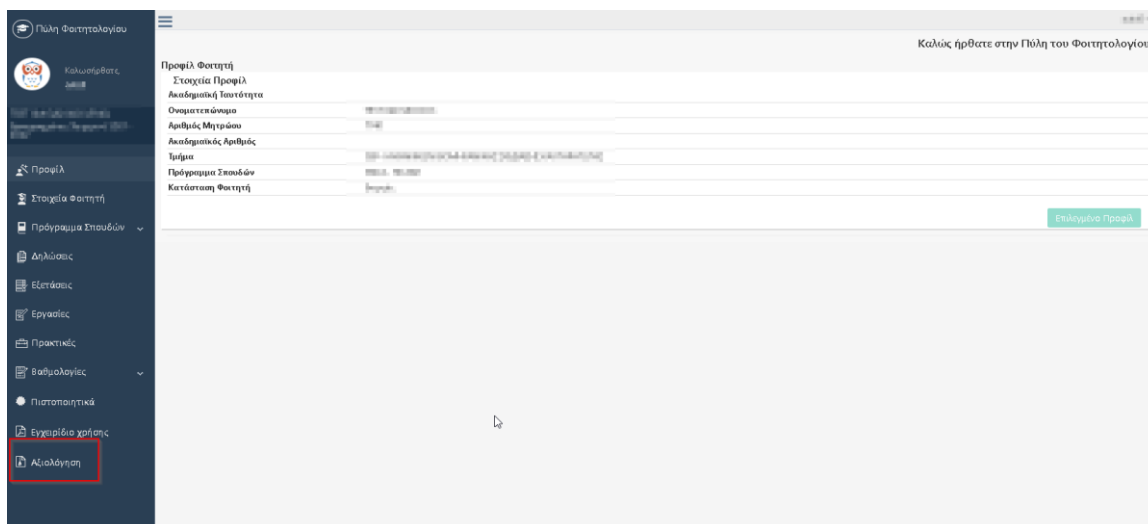 Πύλη Φοιτητολογίου
Καλωσήρθατε,
Προφίλ
Στοιχεία Φοιτητή
Πρόγραμμα Σπουδών
Δηλώσεις
Εξετάσεις
Εργασίες
Πρακτικές
Βαθμολογίες
Πιστοποιητικά
Εγχειρίδιο χρήσης
Αξιολόγηση
Καλώς ήρθατε στην Πύλη του Φοιτητολογίου
Προφίλ Φοιτητή
Στοιχεία Προφίλ
Ακαδημαϊκή Ταυτότητα
Ονοματεπώνυμο
Αριθμός Μητρώου
Ακαδημαϊκός Αριθμός
Τμήμα
Πρόγραμμα Σπουδών
Κατάσταση Φοιτητή
Επιλεγμένο Προφίλ